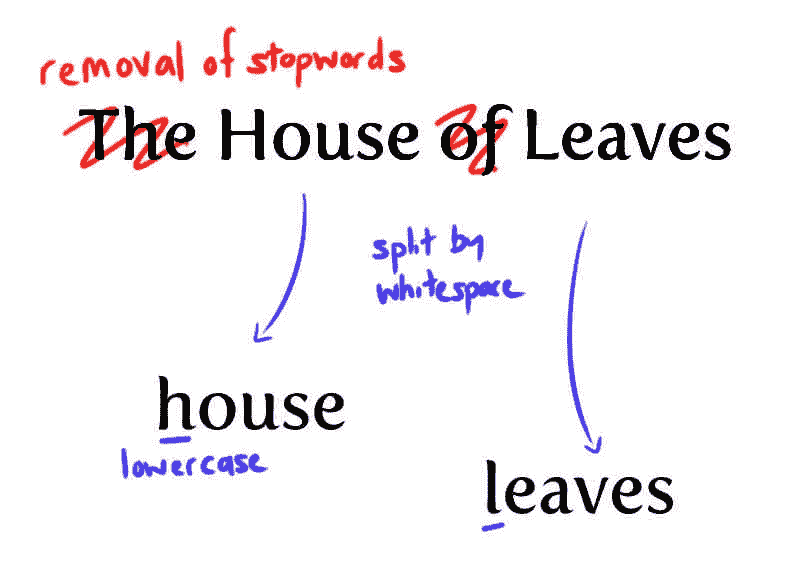 removal of stopwords
The House of Leaves
split by
whitespace
house
lowercase
leaves